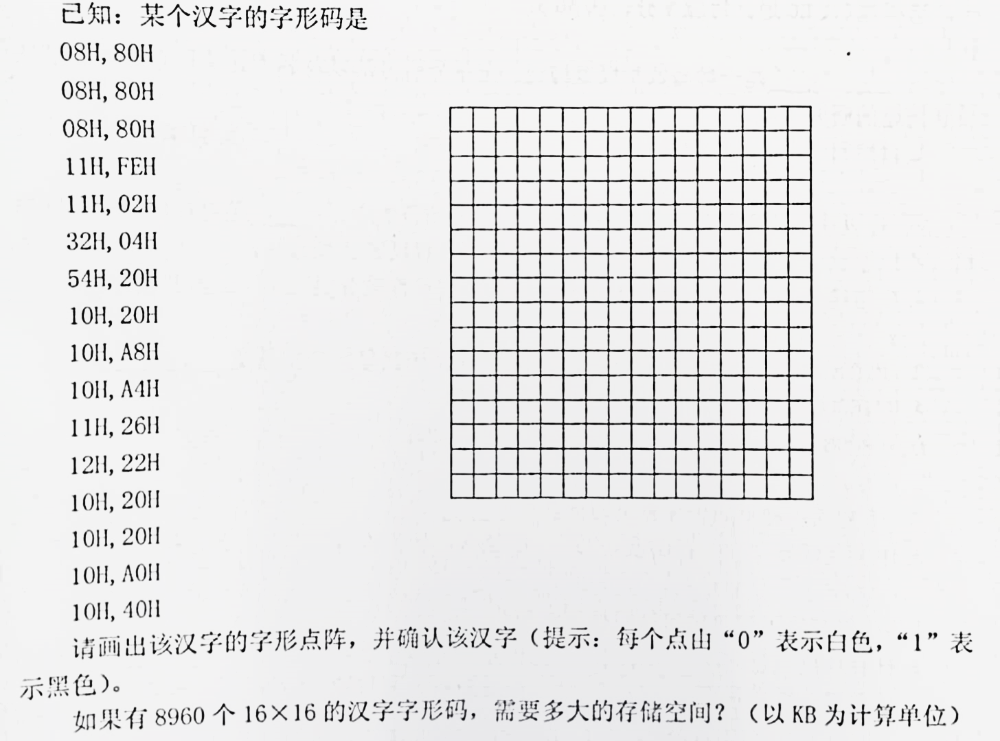 已知：某个汉字的字形码是
08H, 80H
08H, 80H
08H, 80H
11H, FEH
11H, 02H
32H, 04H
54H, 20H
10H, 20H
10H, A8H
10H, A4H
11H, 26H
12H, 22H
10H, 20H
10H, 20H
10H, A0H
10H, 40H
请画出该汉字的字形点阵，并确认该汉字（提示：每个点由“0”表示白色，“1”表
示黑色）。
如果有 8960 个 16×16 的汉字字形码，需要多大的存储空间？（以 KB 为计算单位）